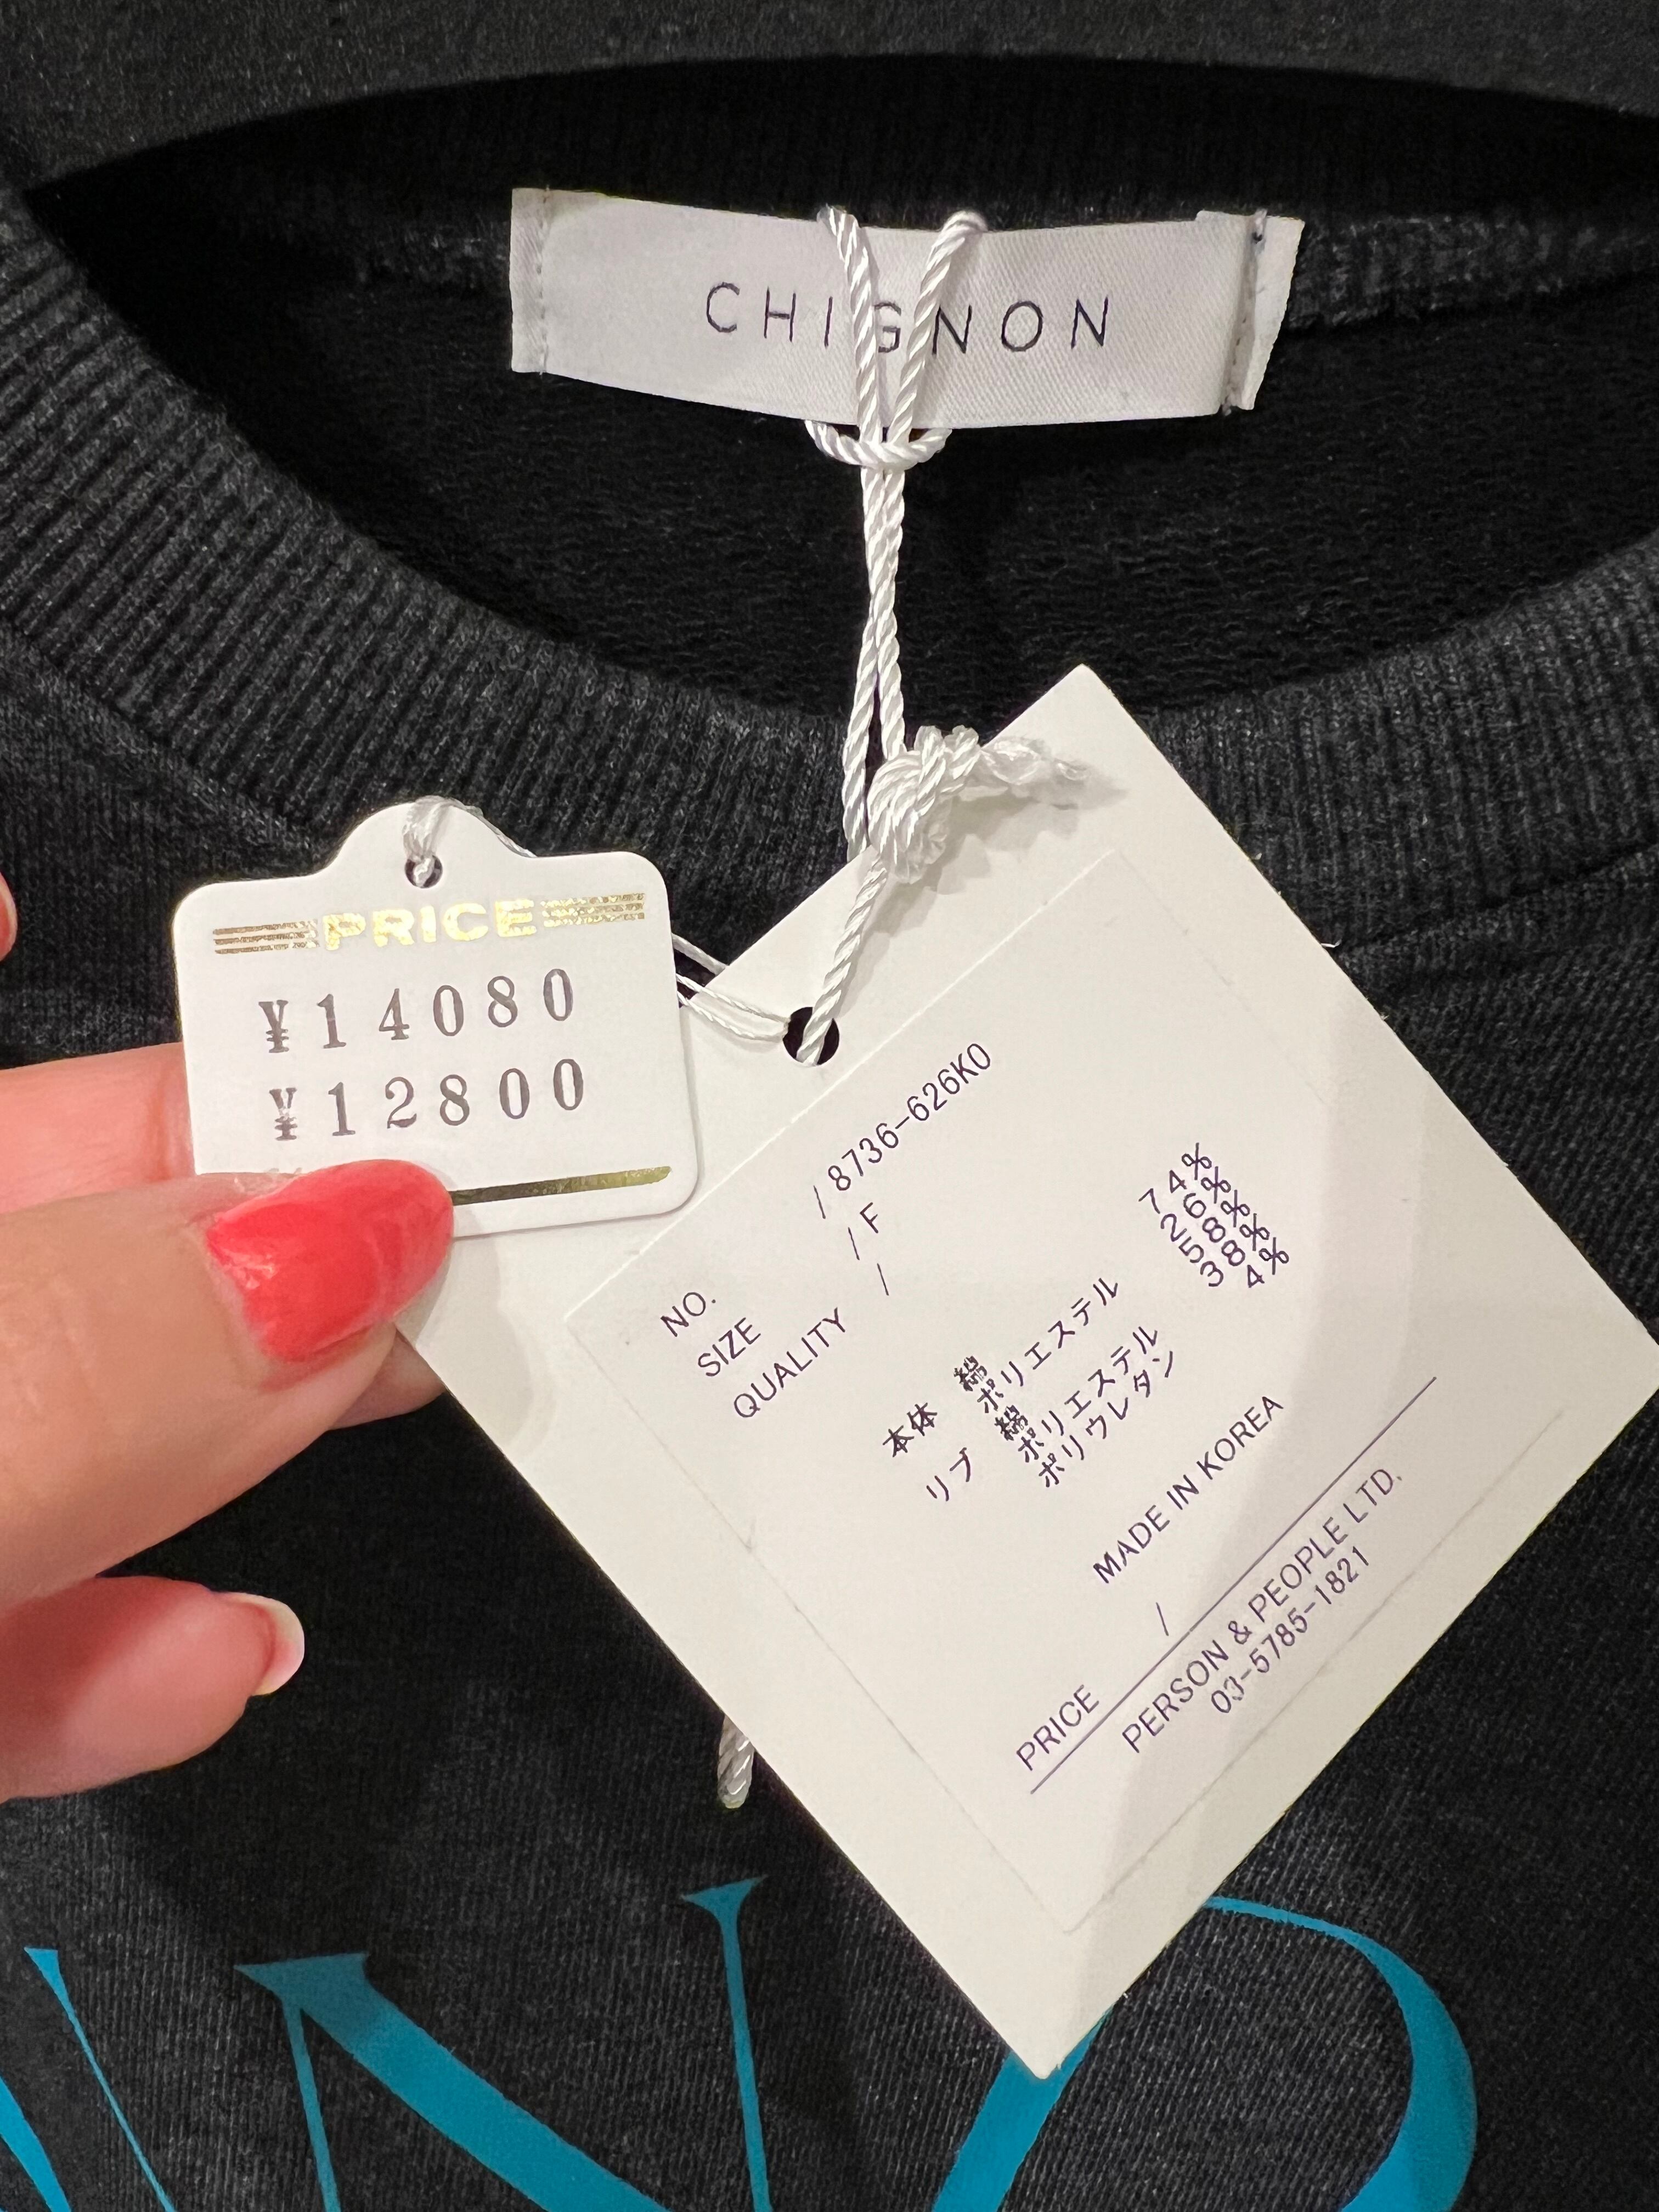 CHIGNON
PRICE
¥14080
¥12800
NO. / 8736-626K0
SIZE / F
QUALITY /
本体 綿 74%
ポリエステル 26%
リブ 綿 58%
ポリエステル 38%
ポリウレタン 4%
MADE IN KOREA
PRICE /
PERSON & PEOPLE LTD.
03-5785-1821